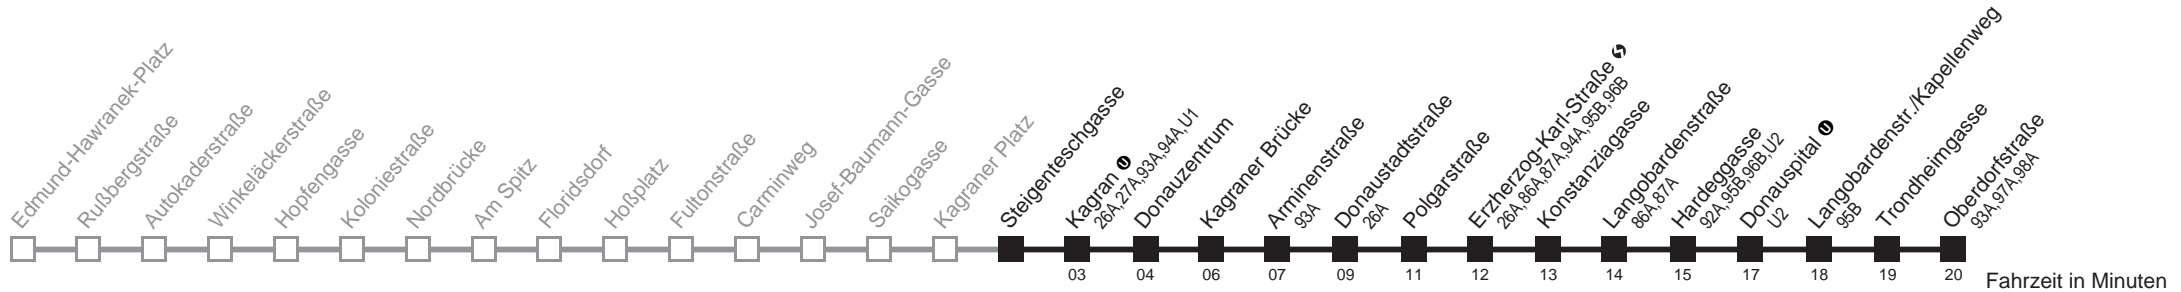 Edmund-Hawranek-Platz
Rußbergstraße
Autokaderstraße
Winkeläckerstraße
Hopfengasse
Koloniestraße
Nordbrücke
Am Spitz
Floridsdorf
Hoßplatz
Fultonstraße
Carminweg
Josef-Baumann-Gasse
Saikogasse
Kagraner Platz
Steigenteschgasse
Kagran U
26A,27A,93A,94A,U1
Donauzentrum
Kagraner Brücke
Arminenstraße
93A
Donaustadtstraße
26A
Polgarstraße
Erzherzog-Karl-Straße
26A,86A,87A,94A,95B,96B
Konstanziagasse
Langobardenstraße
86A,87A
Hardeggasse
92A,95B,96B,U2
Donauspital U
U2
Langobardenstr./Kapellenweg
95B
Trondheimgasse
Oberdorfstraße
93A,97A,98A
03 04 06 07 09 11 12 13 14 15 17 18 19 20 Fahrzeit in Minuten